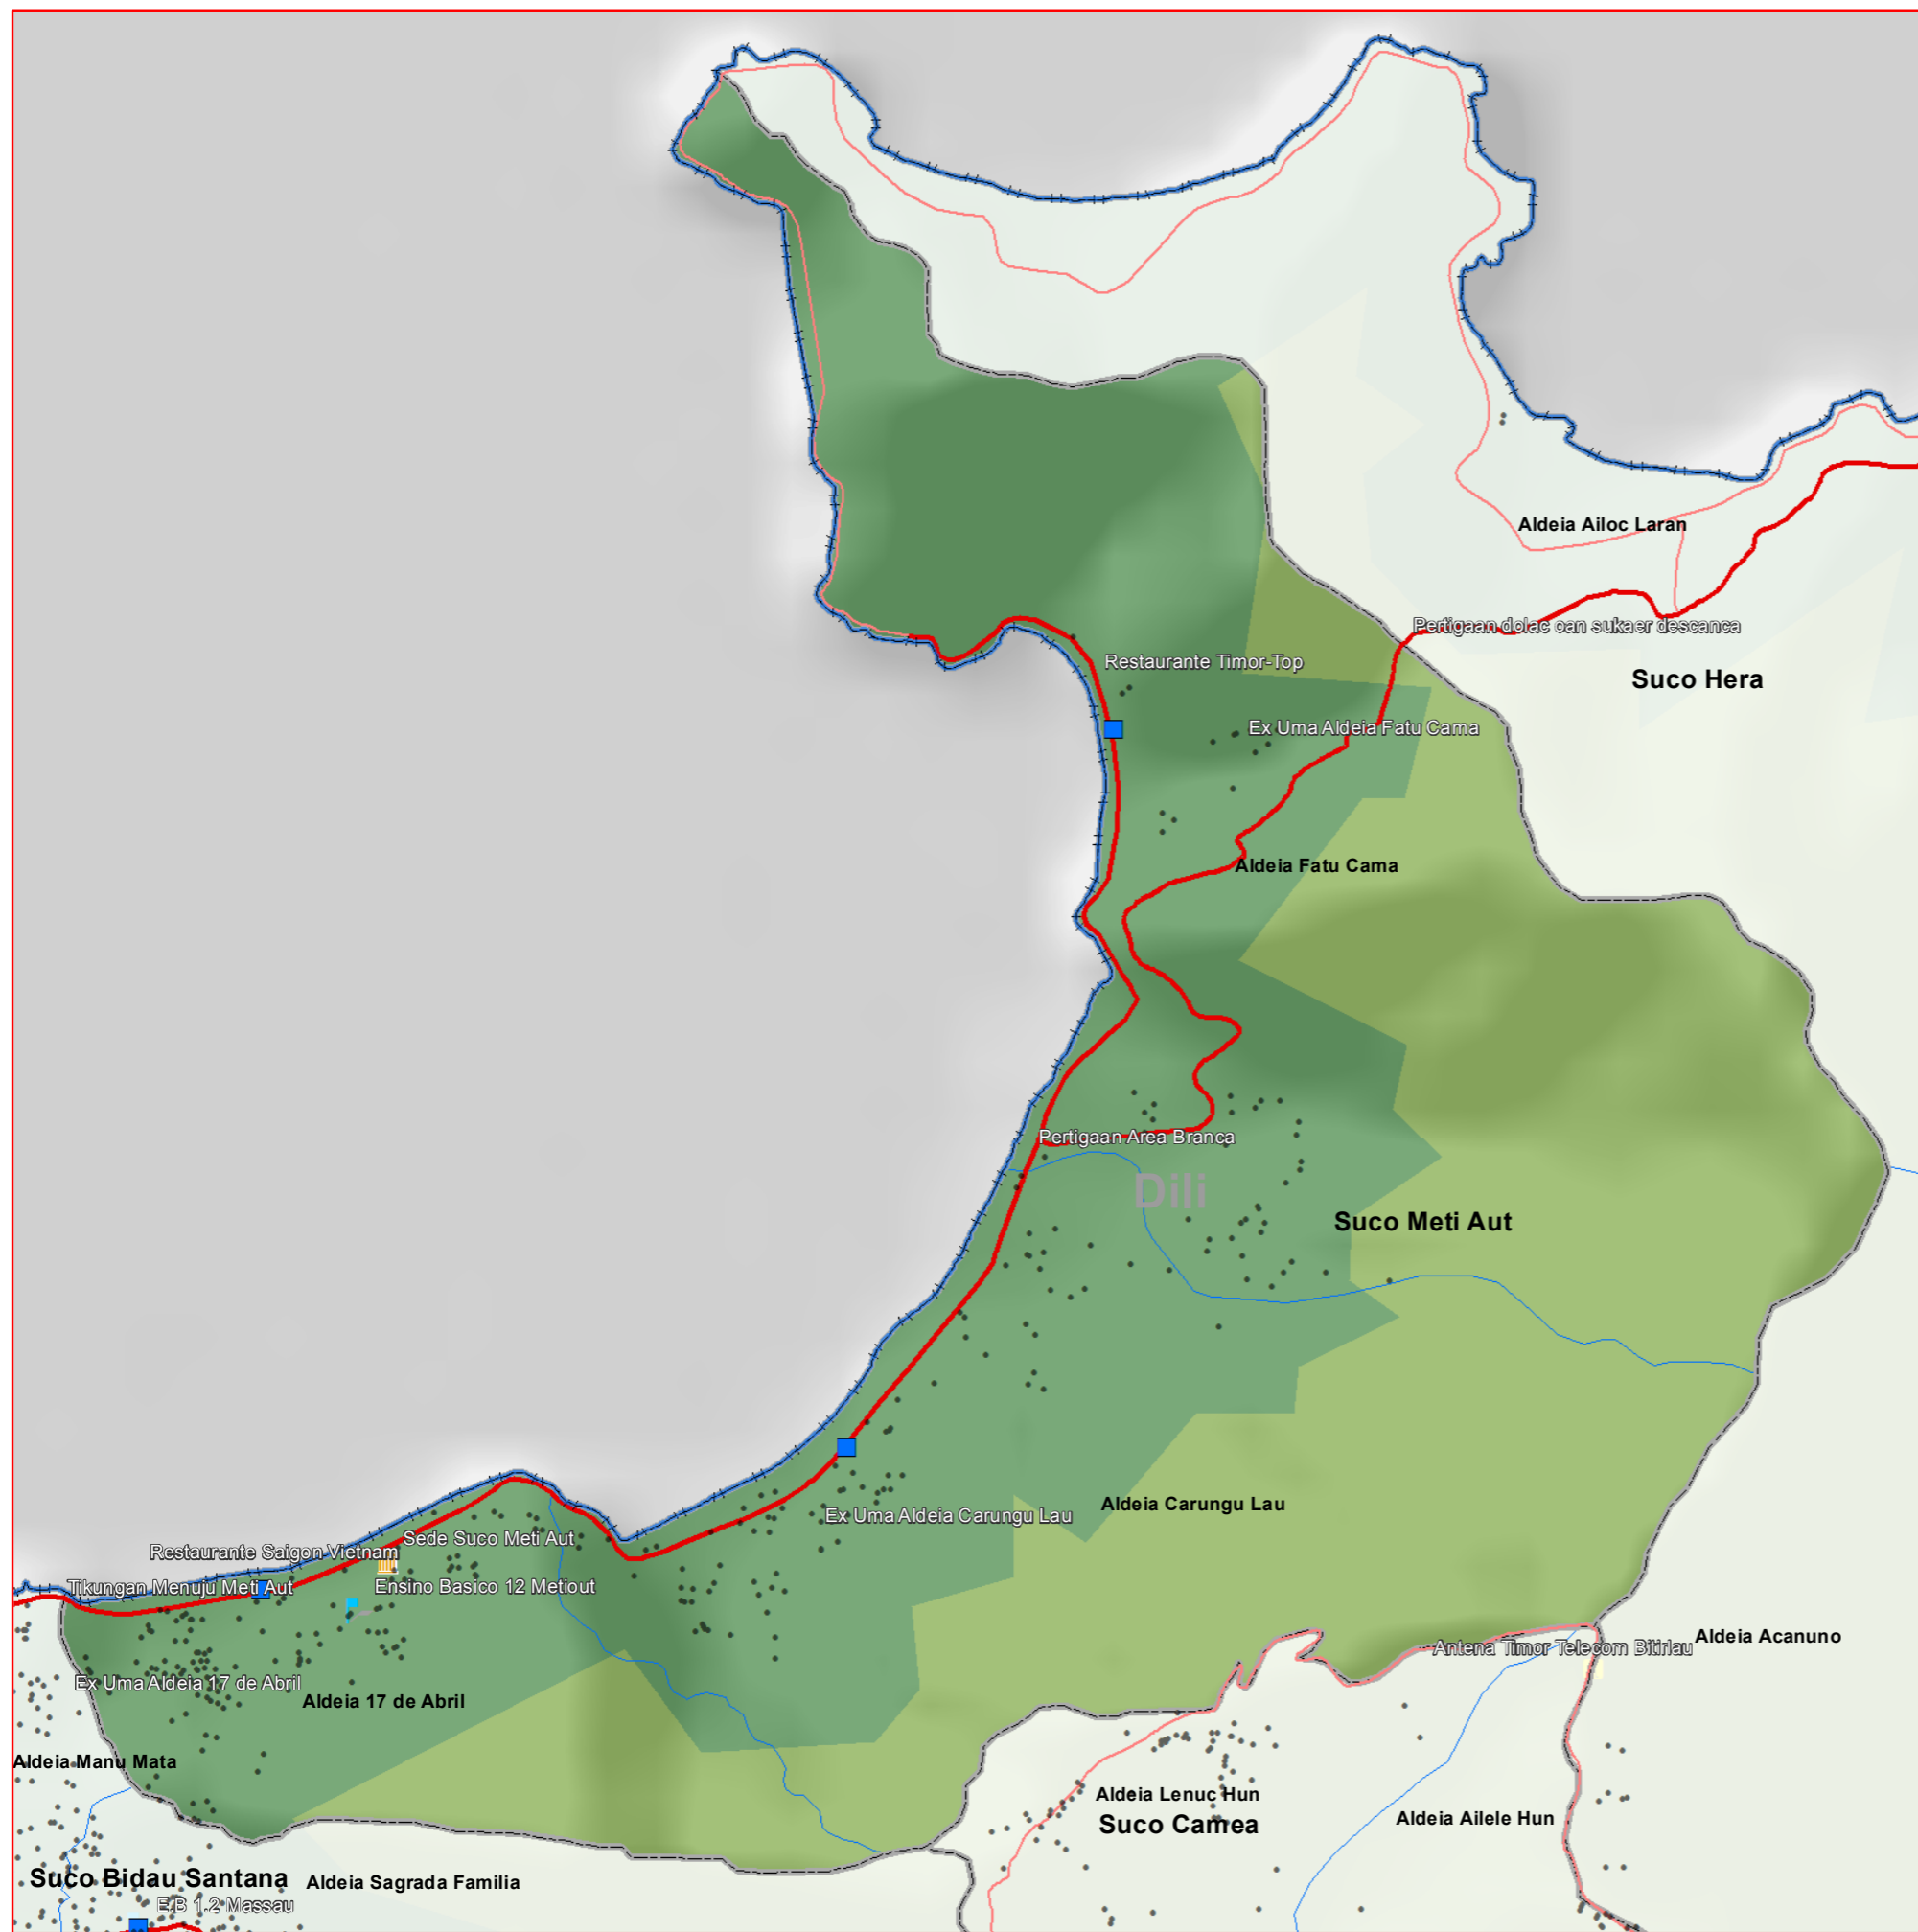 Aldeia Ailoc Laran
Pertigaan dolac oan sukaer descanca
Restaurante Timor-Top
Suco Hera
Ex Uma Aldeia Fatu Cama
Aldeia Fatu Cama
Pertigaan Area Branca
Dili
Suco Meti Aut
Aldeia Carungu Lau
Ex Uma Aldeia Carungu Lau
Sede Suco Meti Aut
Restaurante Saigon Vietnam
Tikungan Menuju Meti Aut
Ensino Basico 12 Metiout
Aldeia Acanuno
Antena Timor Telecom Bitirlau
Ex Uma Aldeia 17 de Abril
Aldeia 17 de Abril
Aldeia Manu Mata
Aldeia Lenuc Hun
Suco Camea
Aldeia Ailele Hun
Suco Bidau Santana
Aldeia Sagrada Familia
E.B 1.2 Massau